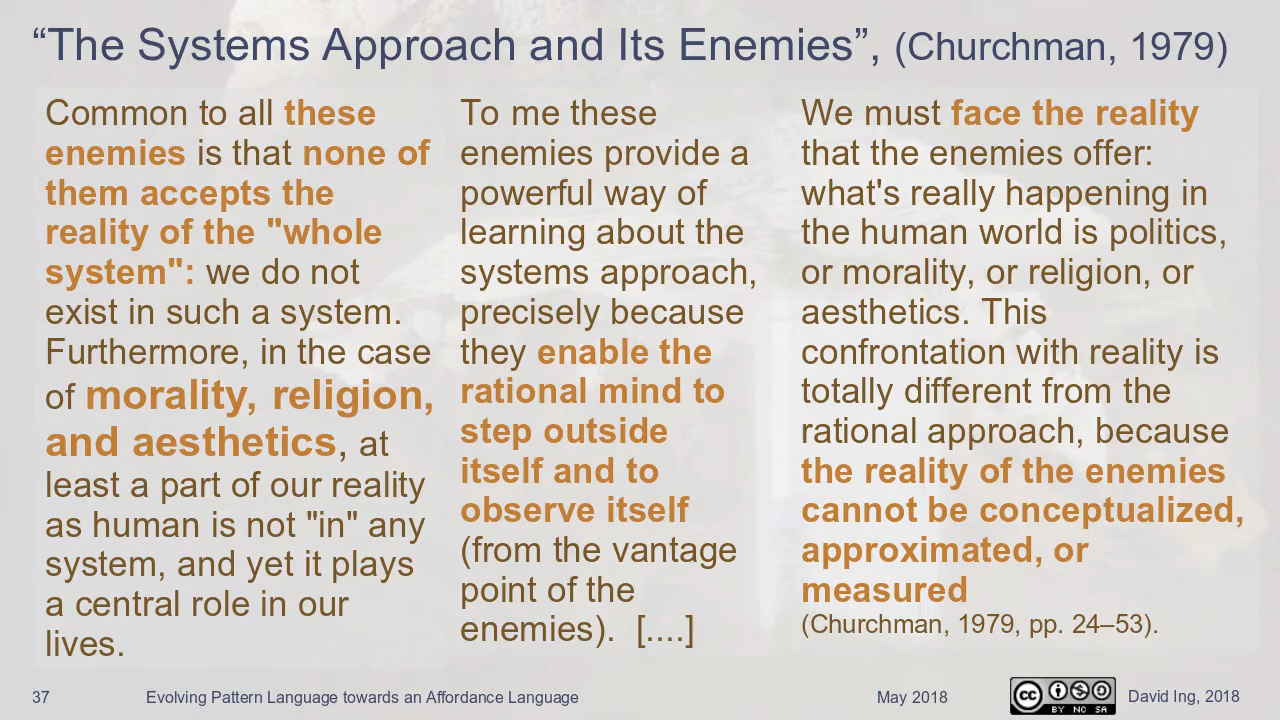 “The Systems Approach and Its Enemies”, (Churchman, 1979)
Common to all these
enemies is that none of
them accepts the
reality of the "whole
system": we do not
exist in such a system.
Furthermore, in the case
of morality, religion,
and aesthetics, at
least a part of our reality
as human is not "in" any
system, and yet it plays
a central role in our
lives.
To me these
enemies provide a
powerful way of
learning about the
systems approach,
precisely because
they enable the
rational mind to
step outside
itself and to
observe itself
(from the vantage
point of the
enemies). [....]
We must face the reality
that the enemies offer:
what's really happening in
the human world is politics,
or morality, or religion, or
aesthetics. This
confrontation with reality is
totally different from the
rational approach, because
the reality of the enemies
cannot be conceptualized,
approximated, or
measured
(Churchman, 1979, pp. 24–53).
37
Evolving Pattern Language towards an Affordance Language
May 2018
cc
BY NC SA
David Ing, 2018